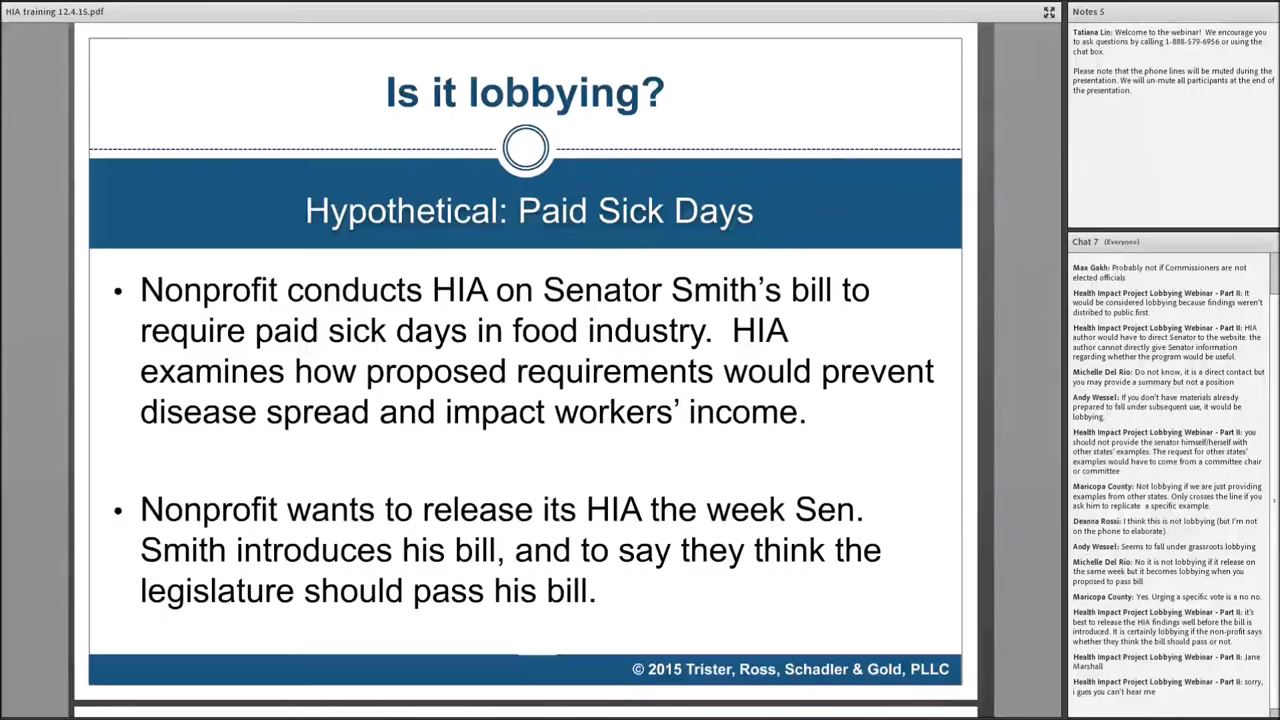 HIA training 12.4.15.pdf
Is it lobbying?
Hypothetical: Paid Sick Days
• Nonprofit conducts HIA on Senator Smith’s bill to
require paid sick days in food industry. HIA
examines how proposed requirements would prevent
disease spread and impact workers’ income.
• Nonprofit wants to release its HIA the week Sen.
Smith introduces his bill, and to say they think the
legislature should pass his bill.
© 2015 Trister, Ross, Schadler & Gold, PLLC
Notes 5
Tatiana Lin: Welcome to the webinar! We encourage you
to ask questions by calling 1-888-579-6956 or using the
chat box.
Please note that the phone lines will be muted during the
presentation. We will un-mute all participants at the end of
the presentation.
Chat 7 (Everyone)
Max Gakh: Probably not if Commissioners are not
elected officials
Health Impact Project Lobbying Webinar - Part II: It
would be considered lobbying because findings weren't
distribed to public first.
Health Impact Project Lobbying Webinar - Part II: HIA
author would have to direct Senator to the website. the
author cannot directly give Senator information
regarding whether the program would be useful.
Michelle Del Rio: Do not know, it is a direct contact but
you may provide a summary but not a position
Andy Wessel: If you don't have materials already
prepared to fall under subsequent use, it would be
lobbying.
Health Impact Project Lobbying Webinar - Part II: you
should not provide the senator himself/herself with
other states' examples. The request for other states'
examples would have to come from a committee chair
or committee
Maricopa County: Not lobbying if we are just providing
examples from other states. Only crosses the line if you
ask him to replicate a specific example.
Deanna Rossi: I think this is not lobbying (but I'm not
on the phone to elaborate)
Andy Wessel: Seems to fall under grassroots lobbying
Michelle Del Rio: No it is not lobbying if it release on
the same week but it becomes lobbying when you
proposed to pass bill
Maricopa County: Yes. Urging a specific vote is a no no.
Health Impact Project Lobbying Webinar - Part II: it's
best to release the HIA findings well before the bill is
introduced. It is certainly lobbying if the non-profit says
whether they think the bill should pass or not.
Health Impact Project Lobbying Webinar - Part II: Jane
Marshall
Health Impact Project Lobbying Webinar - Part II: sorry,
i gues you can't hear me